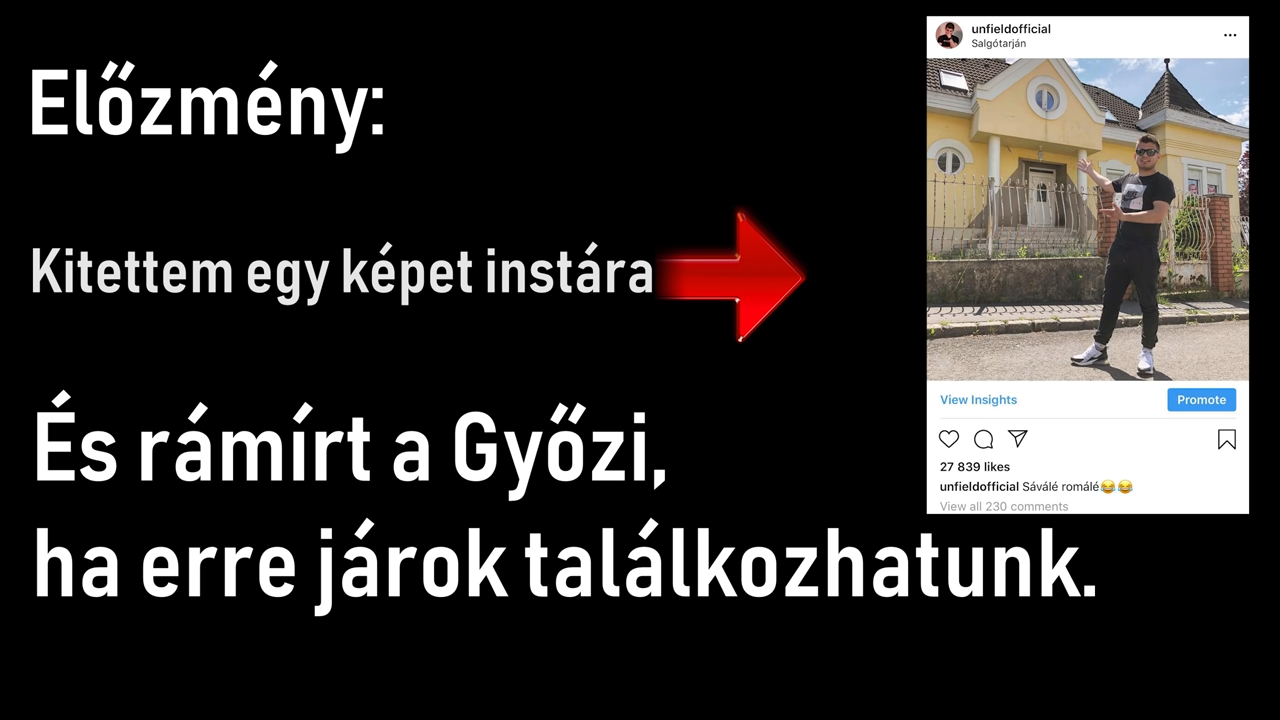 Előzmény:
Kitettem egy képet instára
És rámírt a Győzi,
ha erre járok találkozhatunk.
unfieldofficial
Salgótarján
View Insights
Promote
27 839 likes
unfieldofficial Sáválé romálé😂😂
View all 230 comments